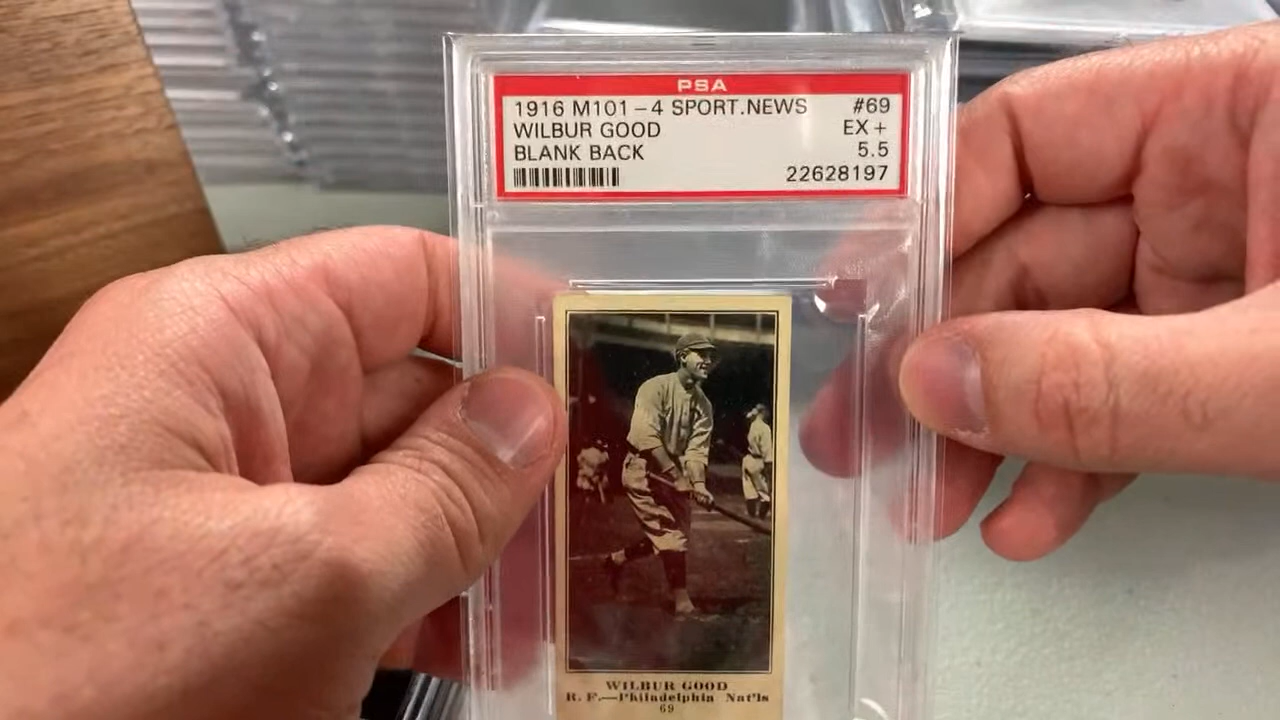 PSA
1916 M101-4 SPORT.NEWS #69
WILBUR GOOD EX +
BLANK BACK 5.5
22628197
WILBUR GOOD
R. F.—Philadelphia Nat'ls
69